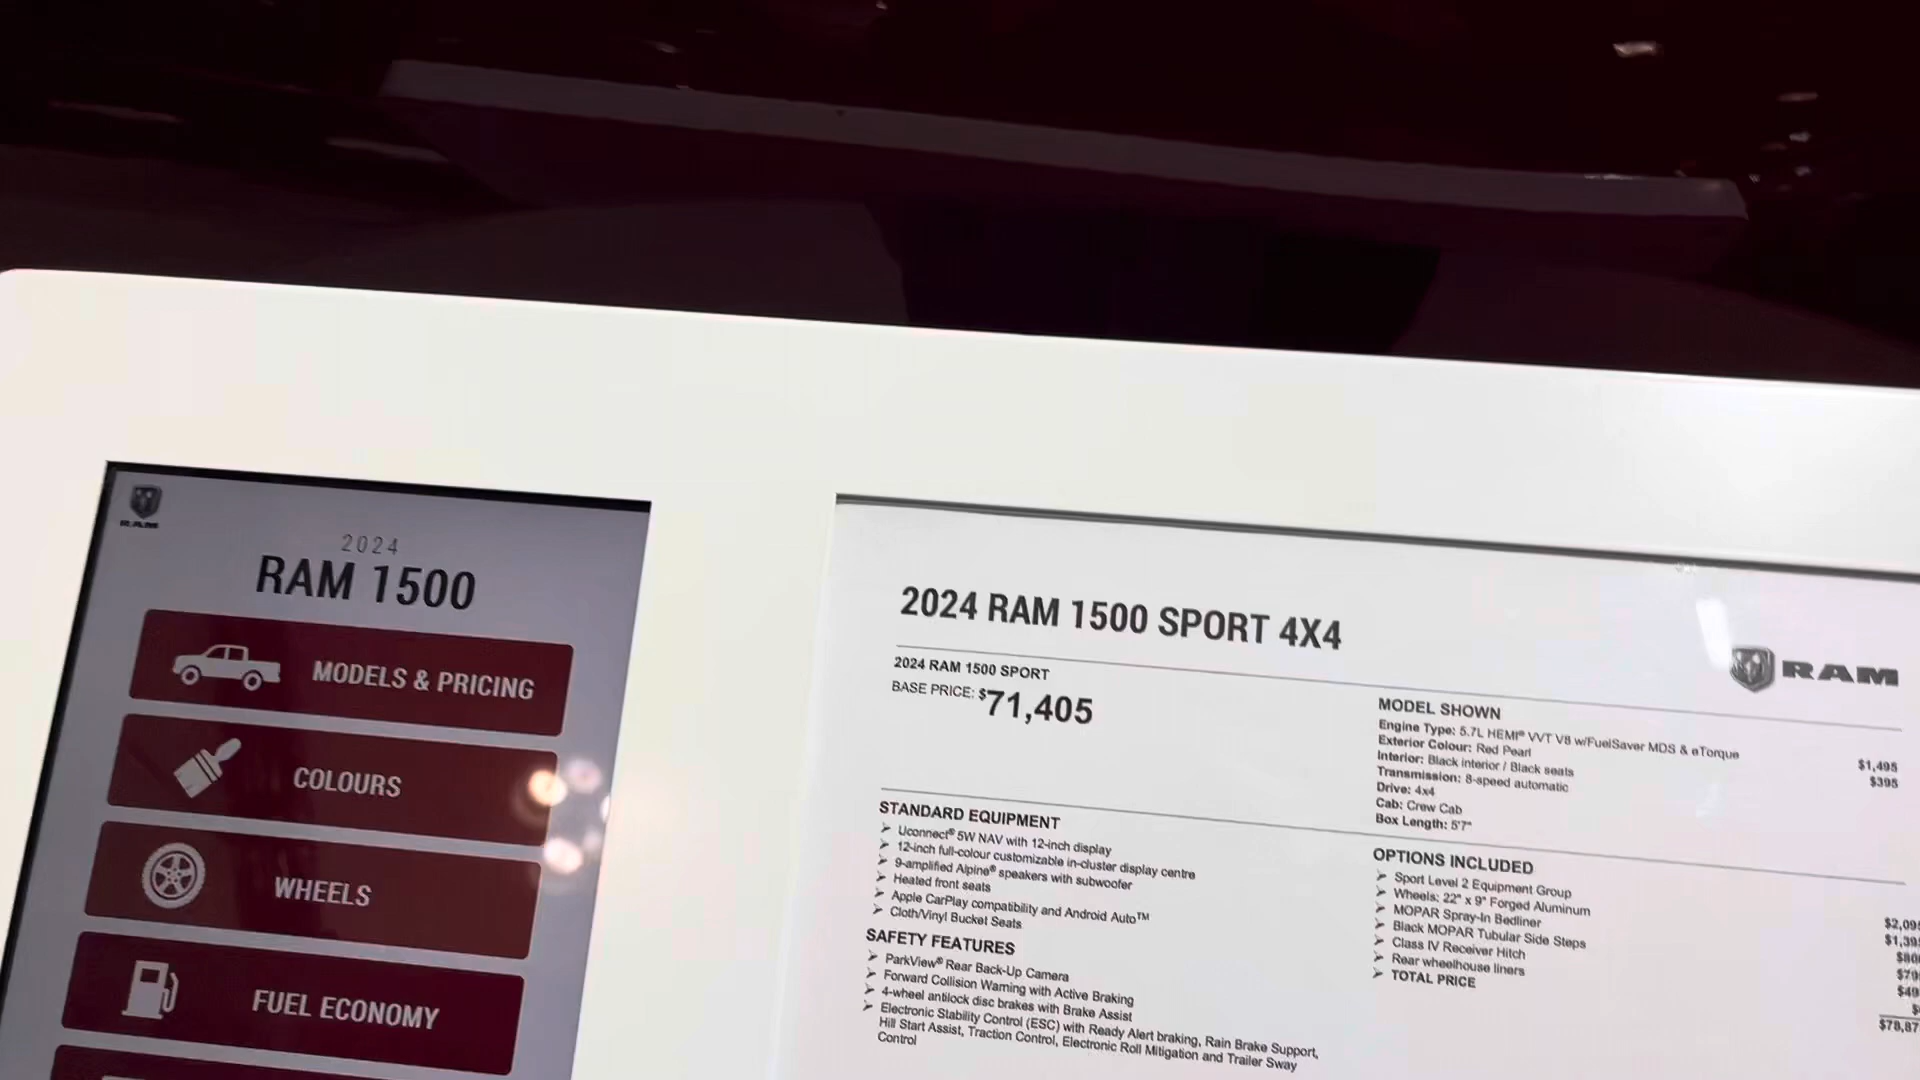 RAM
2024
RAM 1500
MODELS & PRICING
COLOURS
WHEELS
FUEL ECONOMY
2024 RAM 1500 SPORT 4X4
RAM
2024 RAM 1500 SPORT
BASE PRICE: $71,405
MODEL SHOWN
Engine Type: 5.7L HEMI® VVT V8 w/FuelSaver MDS & eTorque $1,495
Exterior Colour: Red Pearl $395
Interior: Black interior / Black seats
Transmission: 8-speed automatic
Drive: 4x4
Cab: Crew Cab
Box Length: 5'7"
STANDARD EQUIPMENT
➤ Uconnect® 5W NAV with 12-inch display
➤ 12-inch full-colour customizable in-cluster display centre
➤ 9-amplified Alpine® speakers with subwoofer
➤ Heated front seats
➤ Apple CarPlay compatibility and Android Auto™
➤ Cloth/Vinyl Bucket Seats
SAFETY FEATURES
➤ ParkView® Rear Back-Up Camera
➤ Forward Collision Warning with Active Braking
➤ 4-wheel antilock disc brakes with Brake Assist
➤ Electronic Stability Control (ESC) with Ready Alert braking, Rain Brake Support,
Hill Start Assist, Traction Control, Electronic Roll Mitigation and Trailer Sway
Control
OPTIONS INCLUDED
➤ Sport Level 2 Equipment Group
➤ Wheels: 22" x 9" Forged Aluminum
➤ MOPAR Spray-In Bedliner
➤ Black MOPAR Tubular Side Steps
➤ Class IV Receiver Hitch
➤ Rear wheelhouse liners
➤ TOTAL PRICE